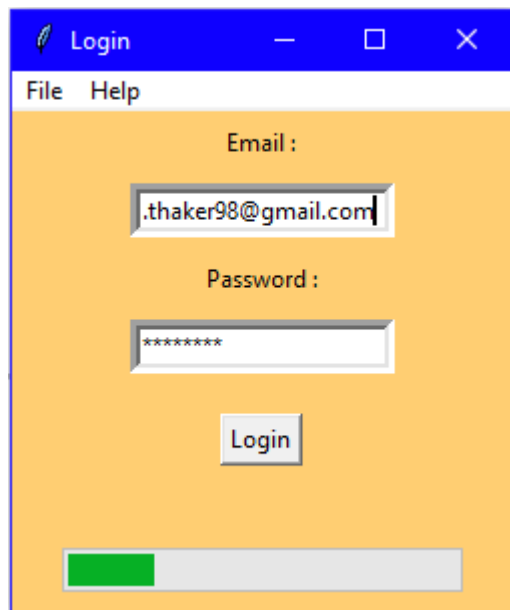 Login
File Help
Email :
.thaker98@gmail.com
Password :
********
Login